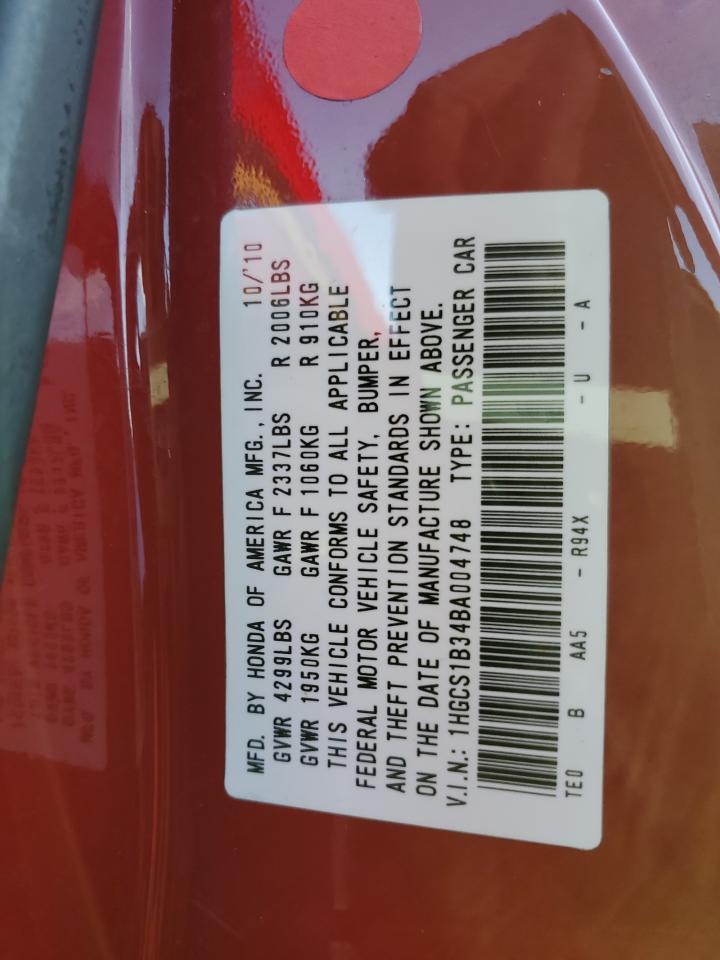 MFD. BY HONDA OF AMERICA MFG., INC. 10/'10
GVWR 4299LBS GAWR F 2337LBS R 2006LBS
GVWR 1950KG GAWR F 1060KG R 910KG
THIS VEHICLE CONFORMS TO ALL APPLICABLE
FEDERAL MOTOR VEHICLE SAFETY, BUMPER,
AND THEFT PREVENTION STANDARDS IN EFFECT
ON THE DATE OF MANUFACTURE SHOWN ABOVE.
V.I.N.: 1HGCS1B34BA004748 TYPE: PASSENGER CAR
TE0 B AA5 - R94X - U - A